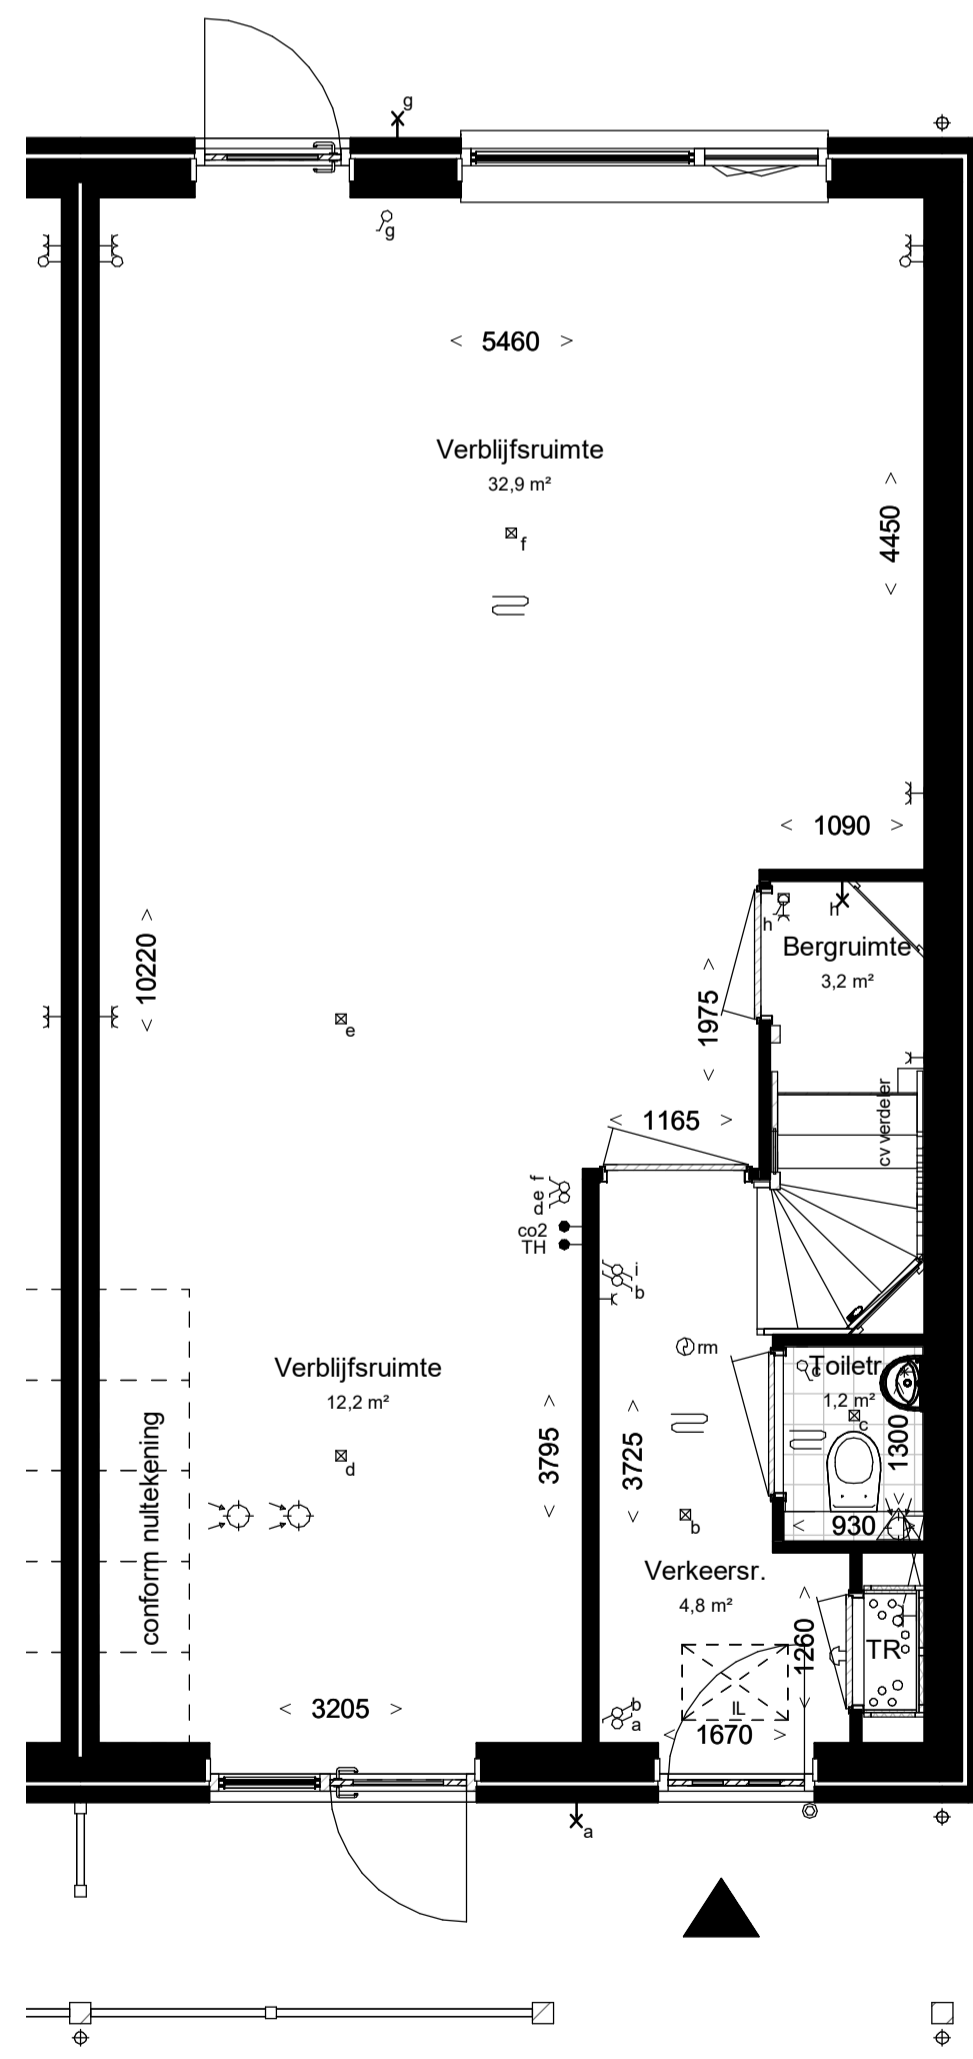 g
g
5460
Verblijfsruimte
32,9 m²
f
4450
1090
h
h
Bergruimte
3,2 m²
10220
1975
e
cv verdeler
1165
f
d.e
co2
TH
i
b
rm
Verblijfsruimte
12,2 m²
d
Toiletr.
c
1,2 m²
c
1300
930
3795
3725
b
conform nultekening
Verkeersr.
4,8 m²
1260
TR
IL
b
a
1670
3205
a